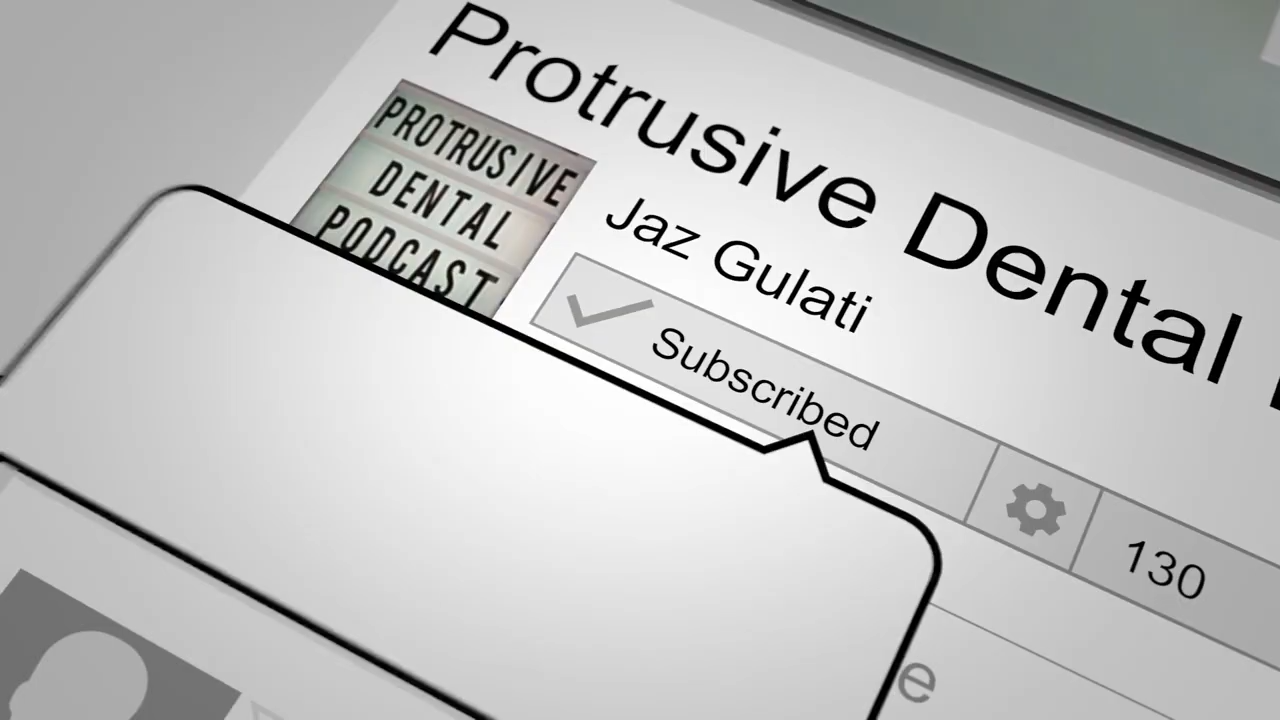 Protrusive Dental
PROTRUSIVE
DENTAL
PODCAST
Jaz Gulati
Subscribed
130
e